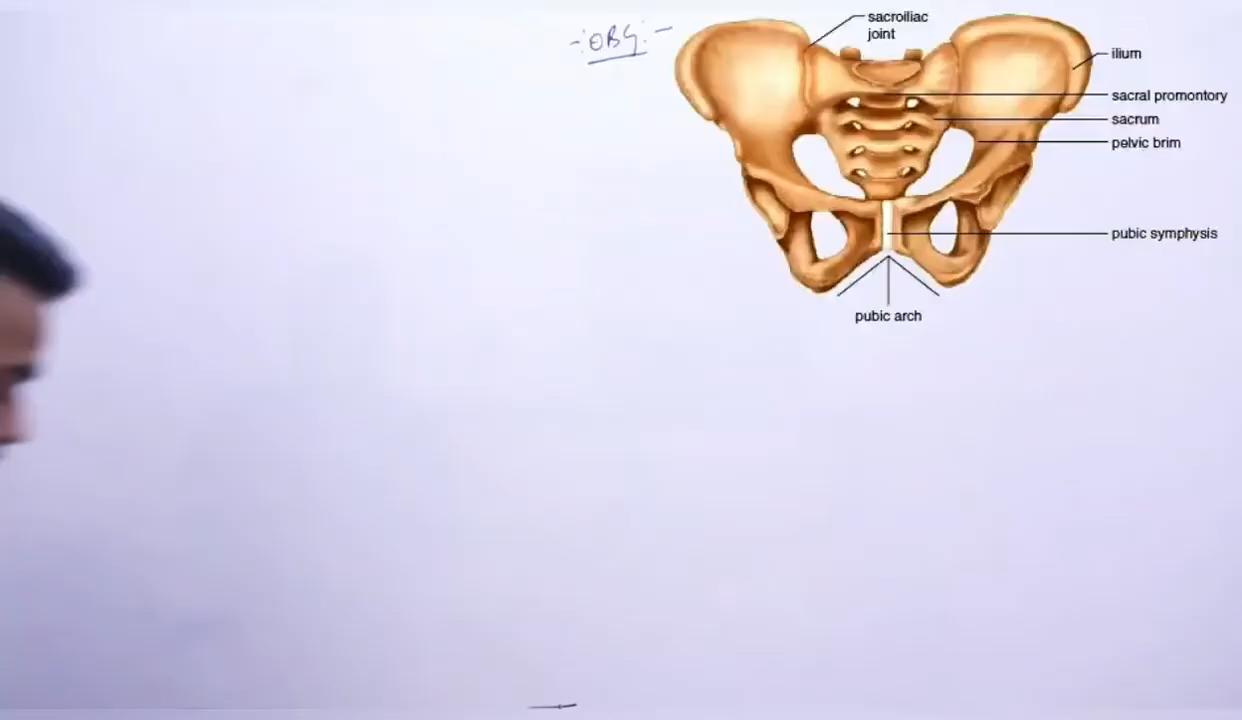 -: OBG :-
sacroiliac
joint
ilium
sacral promontory
sacrum
pelvic brim
pubic symphysis
pubic arch